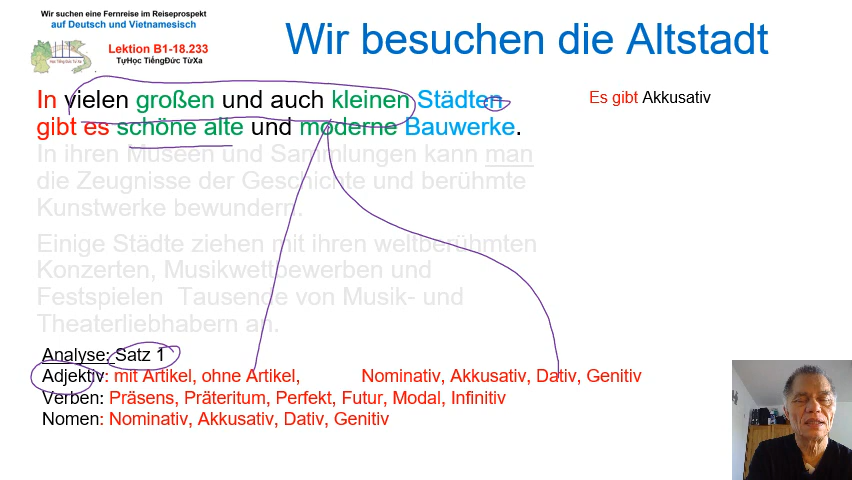 Wir suchen eine Fernreise im Reiseprospekt
auf Deutsch und Vietnamesisch
Lektion B1-18.233
TựHọc TiếngĐức TừXa
Wir besuchen die Altstadt
In vielen großen und auch kleinen Städten
gibt es schöne alte und moderne Bauwerke.
Es gibt Akkusativ
In ihren Museen und Sammlungen kann man
die Zeugnisse der Geschichte und berühmte
Kunstwerke bewundern.
Einige Städte ziehen mit ihren weltberühmten
Konzerten, Musikwettbewerben und
Festspielen Tausende von Musik- und
Theaterliebhabern an.
Analyse: Satz 1
Adjektiv: mit Artikel, ohne Artikel, Nominativ, Akkusativ, Dativ, Genitiv
Verben: Präsens, Präteritum, Perfekt, Futur, Modal, Infinitiv
Nomen: Nominativ, Akkusativ, Dativ, Genitiv